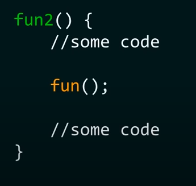 fun2() {
//some code
fun();
//some code
}